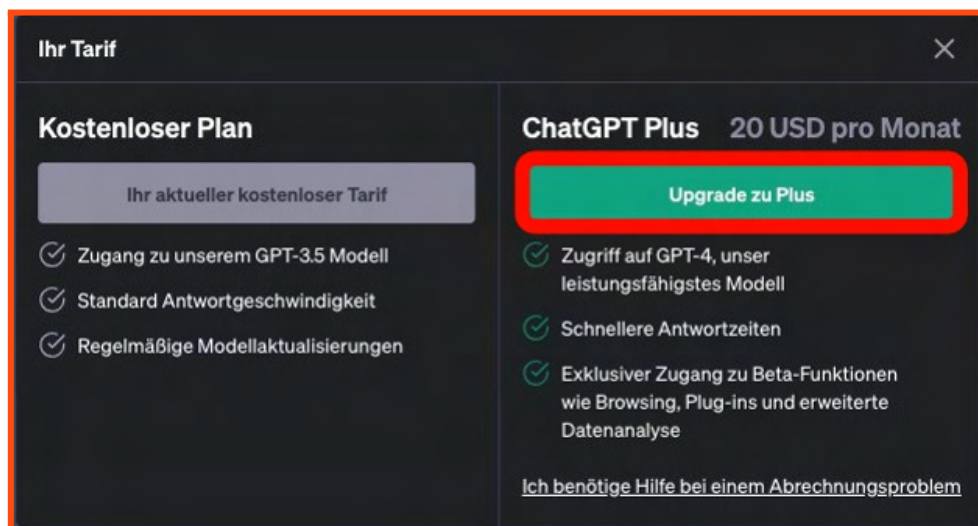 Ihr Tarif
Kostenloser Plan
Ihr aktueller kostenloser Tarif
Zugang zu unserem GPT-3.5 Modell
Standard Antwortgeschwindigkeit
Regelmäßige Modellaktualisierungen
ChatGPT Plus 20 USD pro Monat
Upgrade zu Plus
Zugriff auf GPT-4, unser
leistungsfähigstes Modell
Schnellere Antwortzeiten
Exklusiver Zugang zu Beta-Funktionen
wie Browsing, Plug-ins und erweiterte
Datenanalyse
Ich benötige Hilfe bei einem Abrechnungsproblem